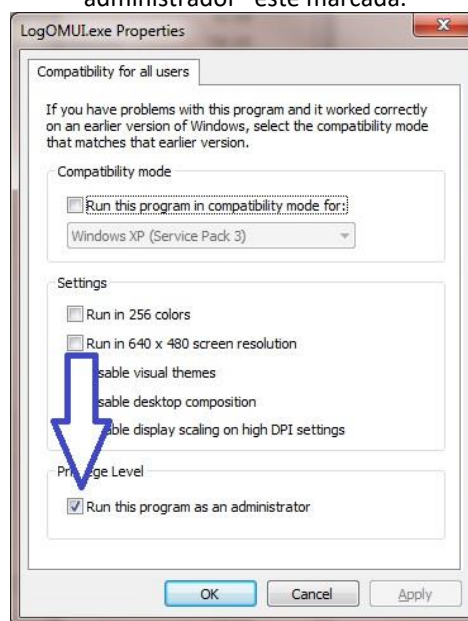 administrador" este marcada.
LogOMUI.exe Properties
Compatibility for all users
If you have problems with this program and it worked correctly
on an earlier version of Windows, select the compatibility mode
that matches that earlier version.
Compatibility mode
Run this program in compatibility mode for:
Windows XP (Service Pack 3)
Settings
Run in 256 colors
Run in 640 x 480 screen resolution
sable visual themes
sable desktop composition
able display scaling on high DPI settings
Level
Run this program as an administrator
OK Cancel Apply